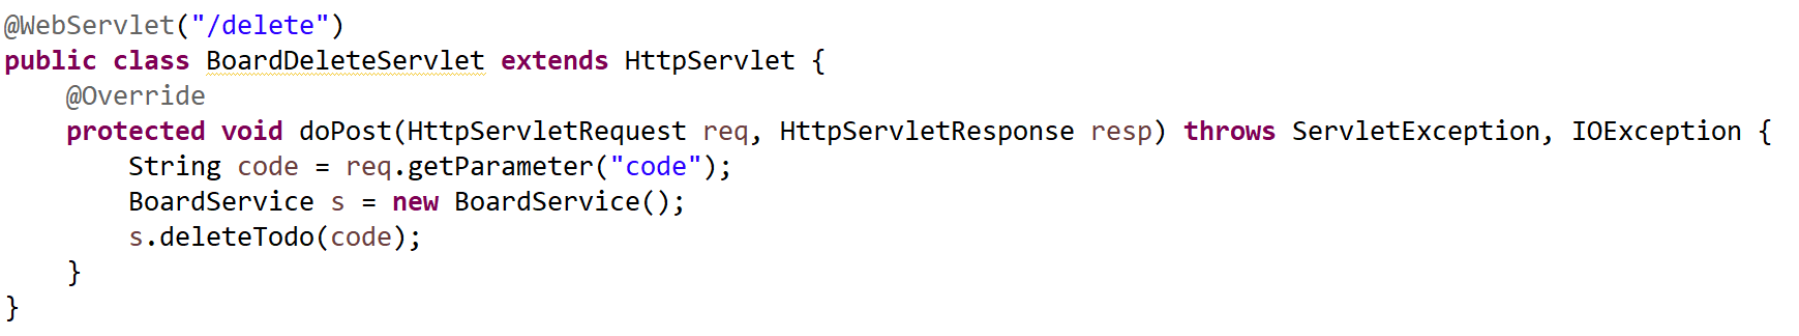 @WebServlet("/delete")
public class BoardDeleteServlet extends HttpServlet {
    @Override
    protected void doPost(HttpServletRequest req, HttpServletResponse resp) throws ServletException, IOException {
        String code = req.getParameter("code");
        BoardService s = new BoardService();
        s.deleteTodo(code);
    }
}